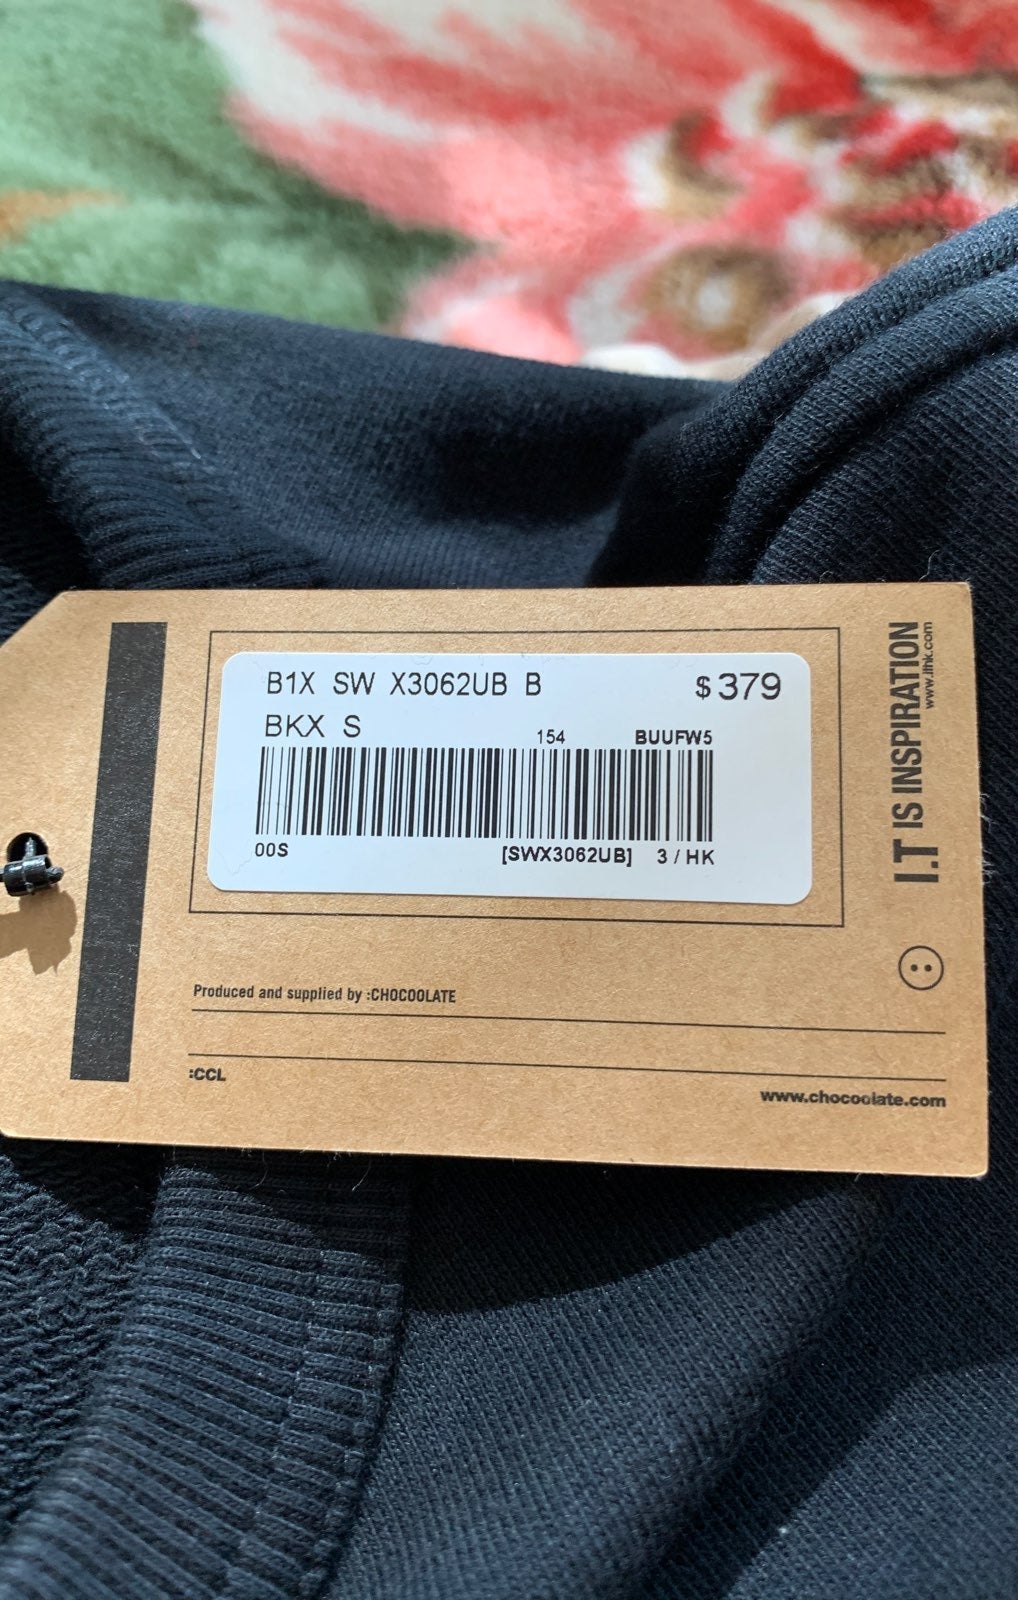 B1X SW X3062UB B
$379
BKX S
154 BUUFW5
00S [SWX3062UB] 3 / HK
I.T IS INSPIRATION
www.ithk.com
Produced and supplied by :CHOCOOLATE
:CCL
www.chocoolate.com